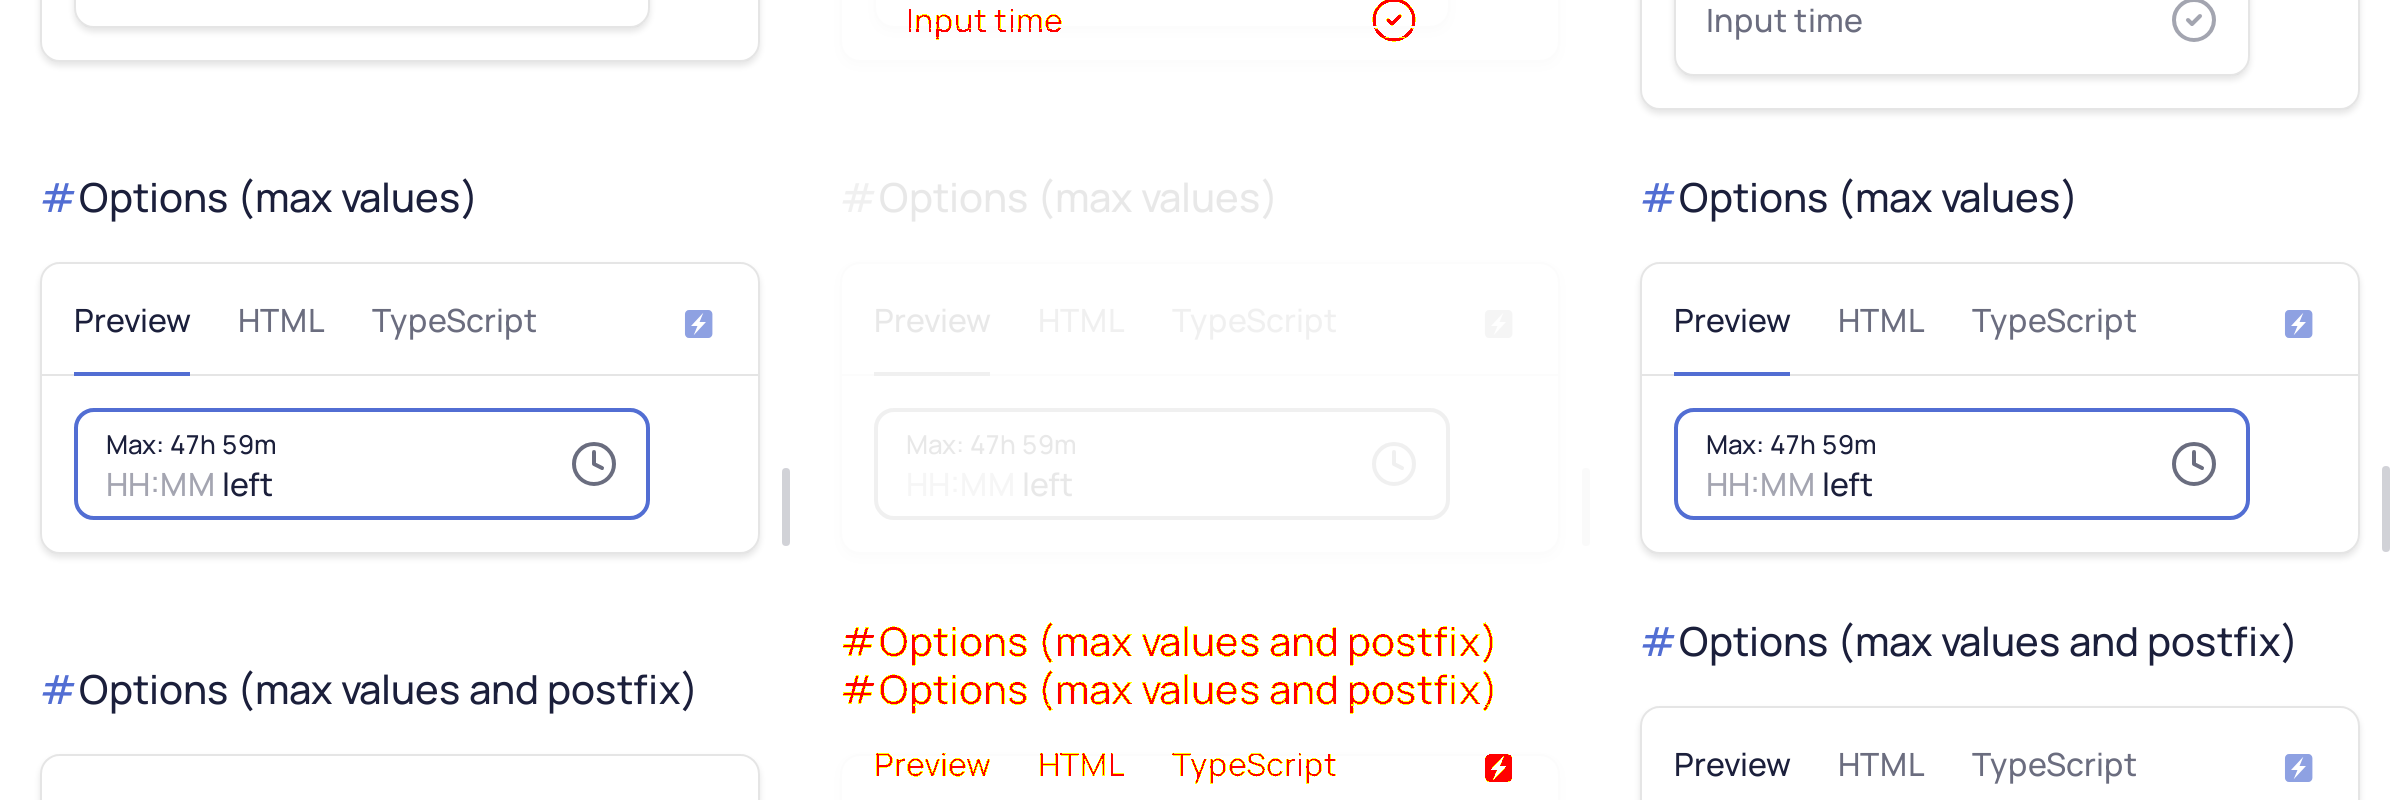 Input time
Input time
#Options (max values)
#Options (max values)
#Options (max values)
Preview HTML TypeScript
Preview HTML TypeScript
Preview HTML TypeScript
Max: 47h 59m
HH:MM left
Max: 47h 59m
HH:MM left
Max: 47h 59m
HH:MM left
#Options (max values and postfix)
#Options (max values and postfix)
#Options (max values and postfix)
#Options (max values and postfix)
Preview HTML TypeScript
Preview HTML TypeScript